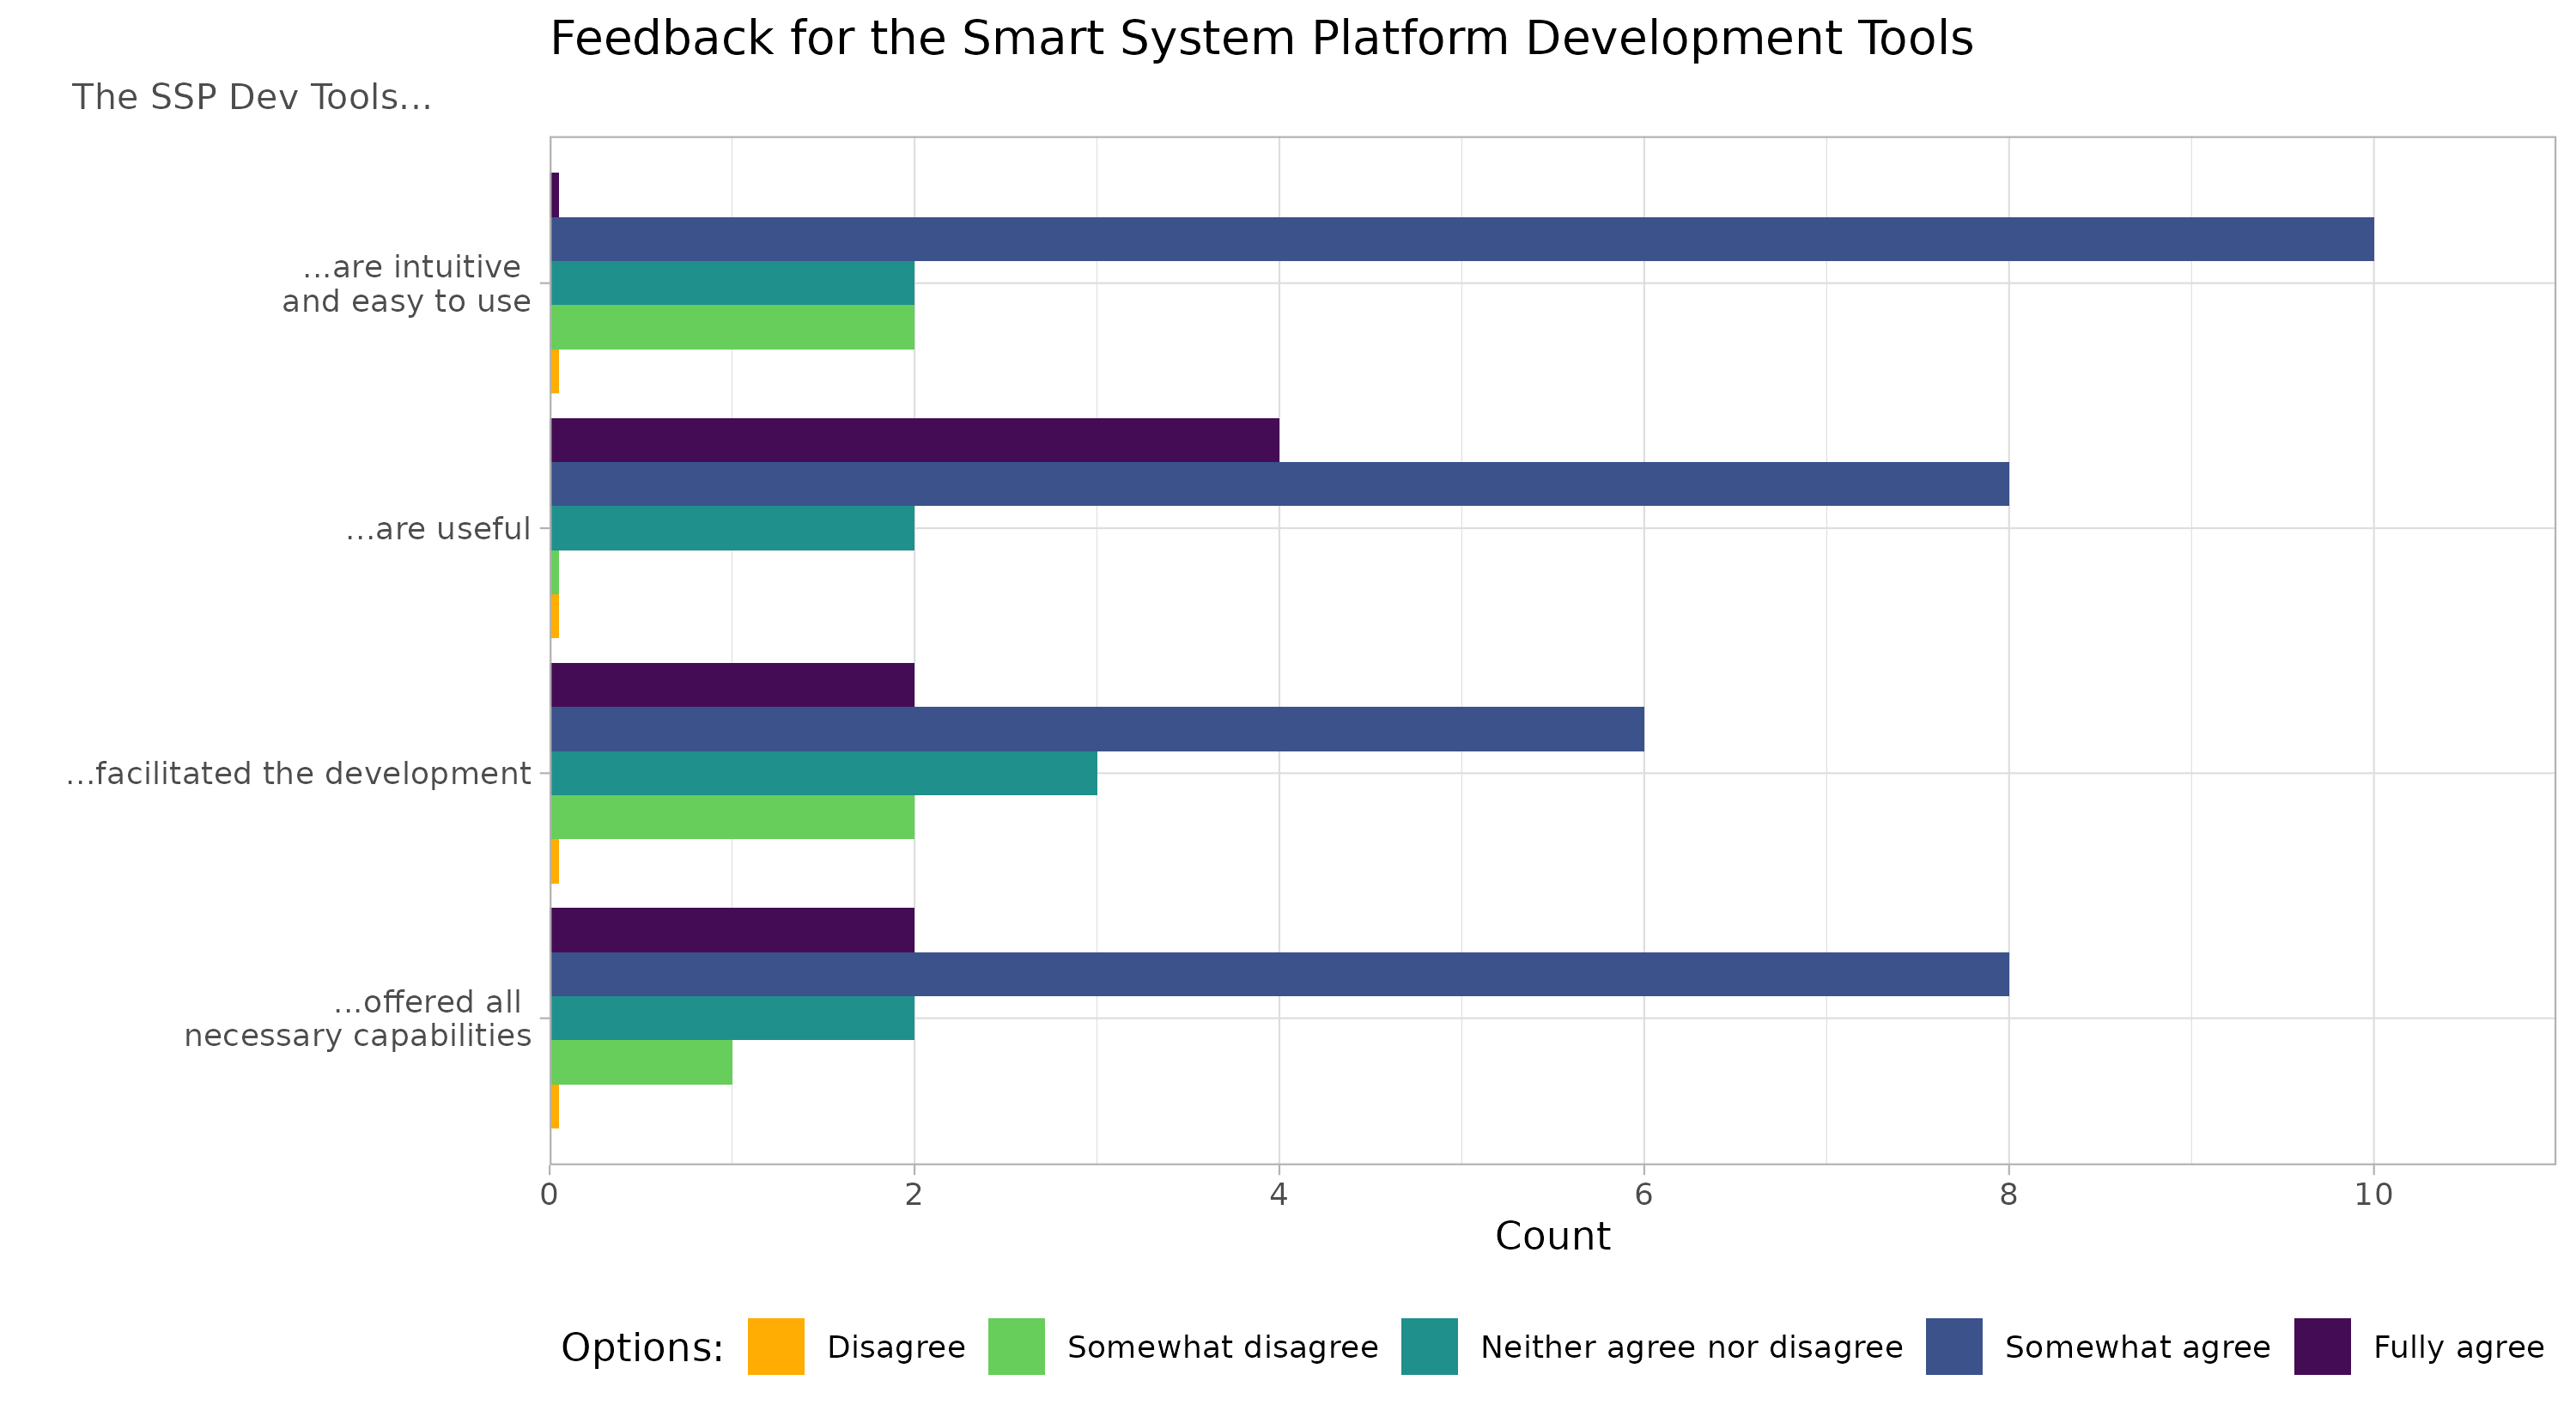 Feedback for the Smart System Platform Development Tools
The SSP Dev Tools...
...are intuitive
and easy to use
...are useful
...facilitated the development
...offered all
necessary capabilities
0 2 4 6 8 10
Count
Options: Disagree Somewhat disagree Neither agree nor disagree Somewhat agree Fully agree